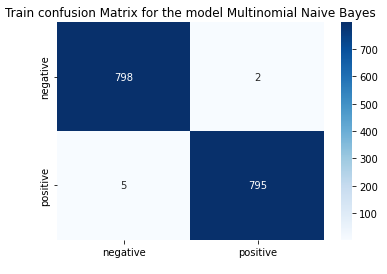 Train confusion Matrix for the model Multinomial Naive Bayes
negative
798
2
positive
5
795
negative
positive
700
600
500
400
300
200
100